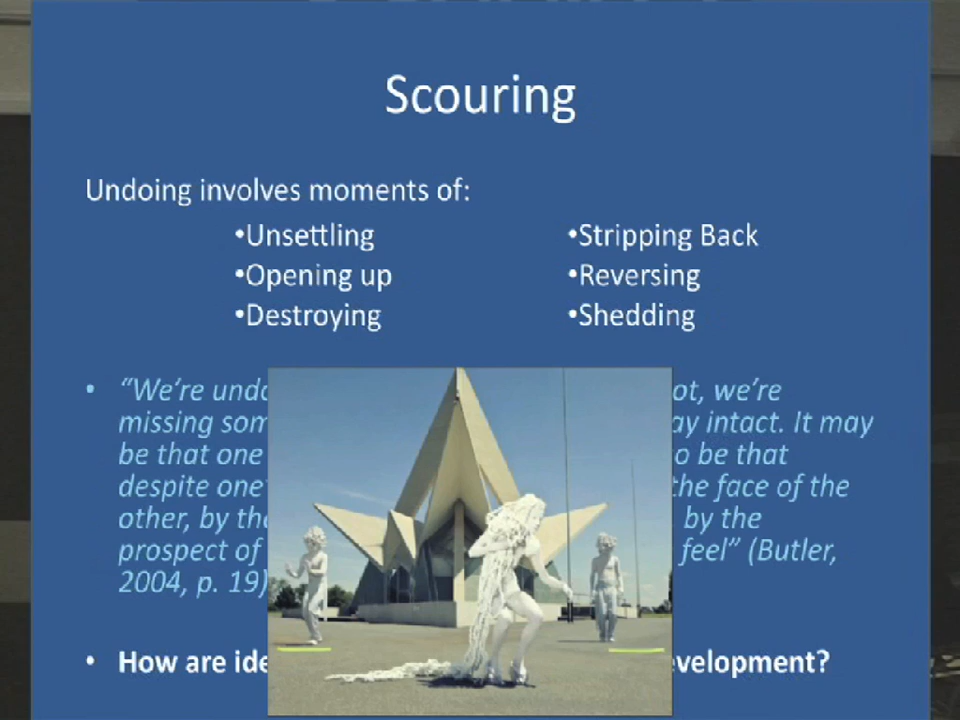 Scouring
Undoing involves moments of:
•Unsettling
•Opening up
•Destroying
•Stripping Back
•Reversing
•Shedding
• “We’re undo ot, we’re
missing som ay intact. It may
be that one o be that
despite one’ the face of the
other, by the by the
prospect of feel” (Butler,
2004, p. 19)
• How are ide evelopment?